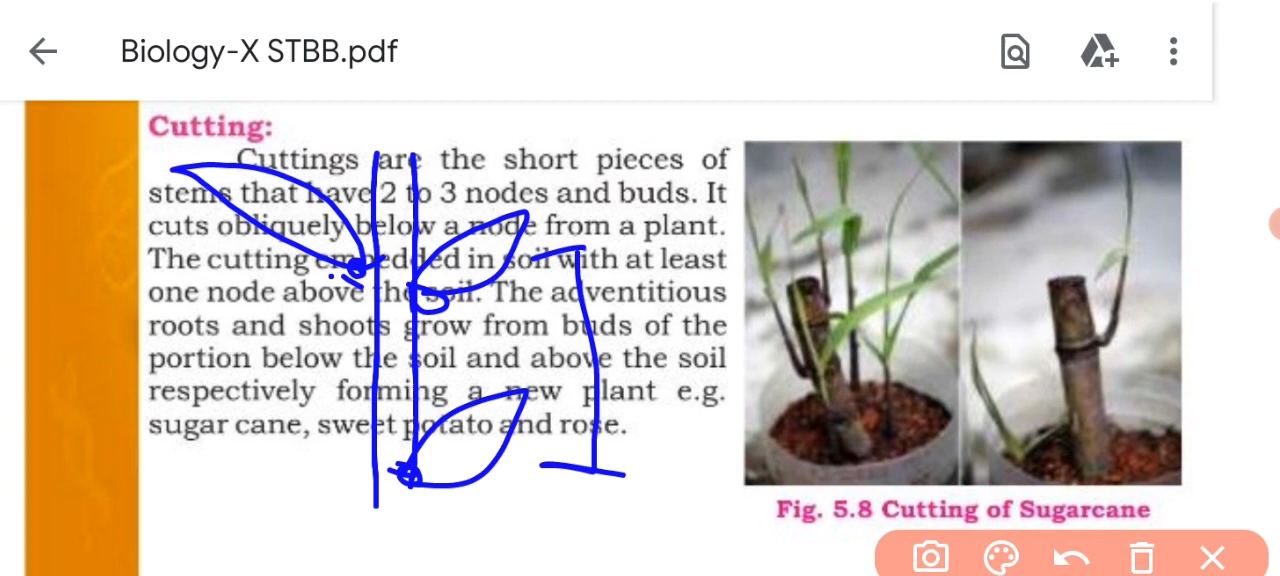 Biology-X STBB.pdf
Cutting:
Cuttings are the short pieces of
stems that have 2 to 3 nodes and buds. It
cuts obliquely below a node from a plant.
The cutting empedded in soil with at least
one node above the soil. The adventitious
roots and shoots grow from buds of the
portion below the soil and above the soil
respectively forming a new plant e.g.
sugar cane, sweet potato and rose.
Fig. 5.8 Cutting of Sugarcane